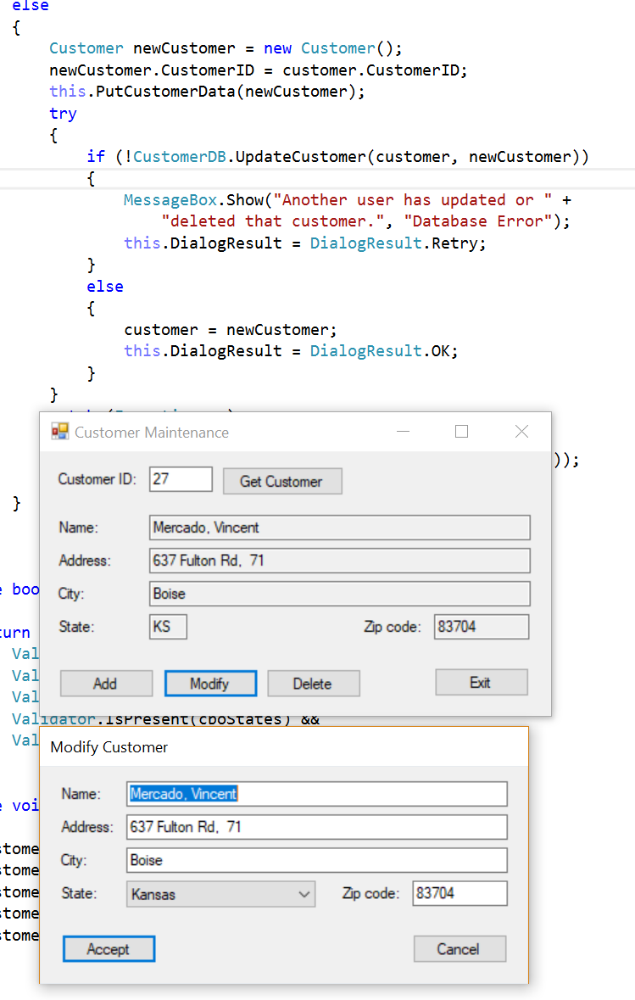 else
{
Customer newCustomer = new Customer();
newCustomer.CustomerID = customer.CustomerID;
this.PutCustomerData(newCustomer);
try
{
if (!CustomerDB.UpdateCustomer(customer, newCustomer))
{
MessageBox.Show("Another user has updated or " +
"deleted that customer.", "Database Error");
this.DialogResult = DialogResult.Retry;
}
else
{
customer = newCustomer;
this.DialogResult = DialogResult.OK;
}
}
));
}
Customer Maintenance
Customer ID: 27 Get Customer
Name: Mercado, Vincent
Address: 637 Fulton Rd, 71
City: Boise
State: KS Zip code: 83704
Add Modify Delete Exit
e boo
turn
Val
Val
Val
Validator.IsPresent(cboStates) &&
Val
e voi
stome
stome
stome
stome
stome
Modify Customer
Name: Mercado, Vincent
Address: 637 Fulton Rd, 71
City: Boise
State: Kansas Zip code: 83704
Accept Cancel